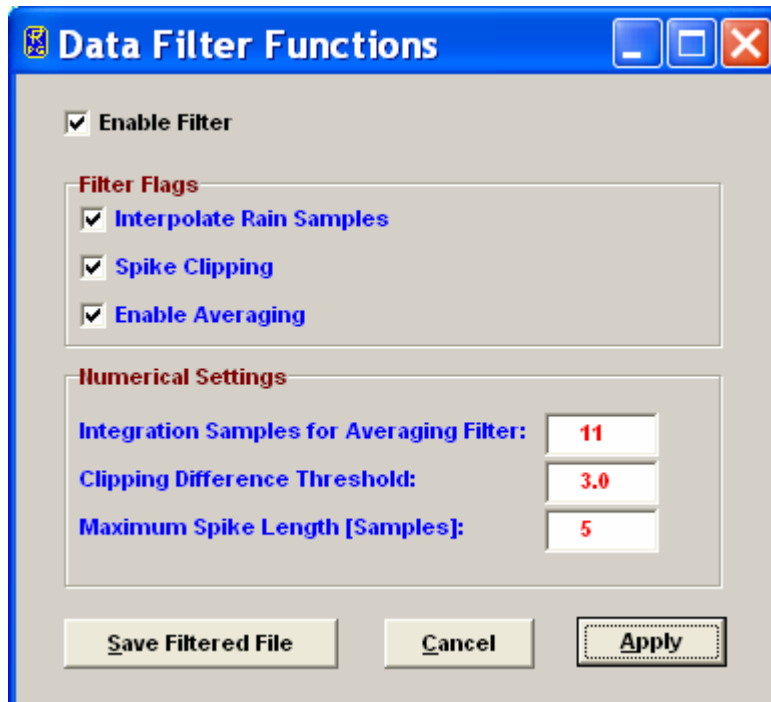 Data Filter Functions
Enable Filter
Filter Flags
Interpolate Rain Samples
Spike Clipping
Enable Averaging
Numerical Settings
Integration Samples for Averaging Filter: 11
Clipping Difference Threshold: 3.0
Maximum Spike Length [Samples]: 5
Save Filtered File Cancel Apply